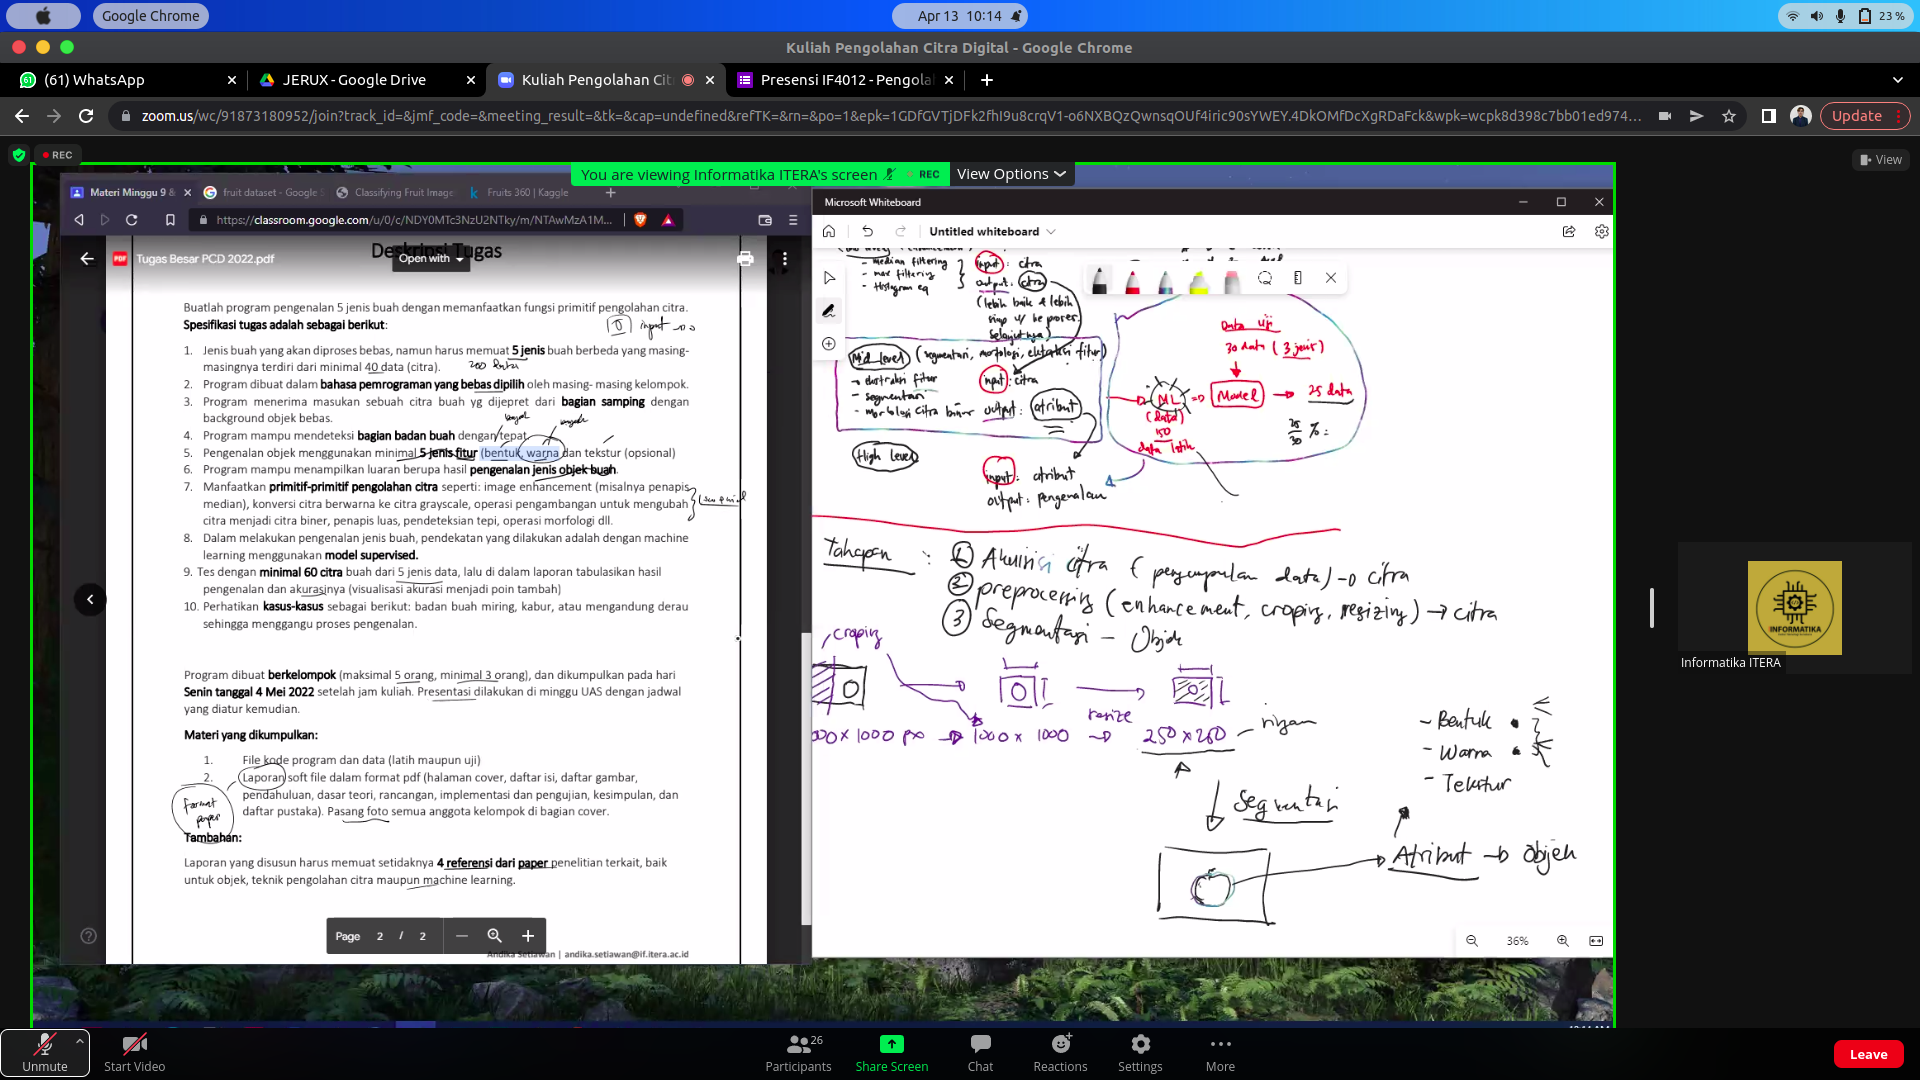 Google Chrome
Apr 13 10:14
23 %
Kuliah Pengolahan Citra Digital - Google Chrome
(61) WhatsApp
JERUX - Google Drive
Kuliah Pengolahan Cit
Presensi IF4012 - Pengola
zoom.us/wc/91873180952/join?track_id=&jmf_code=&meeting_result=&tk=&cap=undefined&refTK=&rn=&po=1&epk=1GDfGVTjDFk2fhI9u8crqV1-o6NXBQzQwnsqOUf4iric90sYWEY.4DkOMfDcXgRDaFck&wpk=wcpk8d398c7bb01ed974...
Update
REC
View
You are viewing Informatika ITERA's screen
REC
View Options
Materi Minggu 9 &
fruit dataset - Google S
Classifying Fruit Image
Fruits 360 | Kaggle
https://classroom.google.com/u/0/c/NDY0MTc3NzU2NTky/m/NTAwMzA1M...
Deskripsi Tugas
PDF
Tugas Besar PCD 2022.pdf
Open with
Buatlah program pengenalan 5 jenis buah dengan memanfaatkan fungsi primitif pengolahan citra.
Spesifikasi tugas adalah sebagai berikut:
input
1. Jenis buah yang akan diproses bebas, namun harus memuat 5 jenis buah berbeda yang masing-
masingnya terdiri dari minimal 40 data (citra).
200 data
2. Program dibuat dalam bahasa pemrograman yang bebas dipilih oleh masing- masing kelompok.
3. Program menerima masukan sebuah citra buah yg dijepret dari bagian samping dengan
background objek bebas.
4. Program mampu mendeteksi bagian badan buah dengan tepat.
5. Pengenalan objek menggunakan minimal 5 jenis fitur (bentuk, warna dan tekstur (opsional)
6. Program mampu menampilkan luaran berupa hasil pengenalan jenis objek buah.
7. Manfaatkan primitif-primitif pengolahan citra seperti: image enhancement (misalnya penapis
median), konversi citra berwarna ke citra grayscale, operasi pengambangan untuk mengubah
citra menjadi citra biner, penapis luas, pendeteksian tepi, operasi morfologi dll.
8. Dalam melakukan pengenalan jenis buah, pendekatan yang dilakukan adalah dengan machine
learning menggunakan model supervised.
9. Tes dengan minimal 60 citra buah dari 5 jenis data, lalu di dalam laporan tabulasikan hasil
pengenalan dan akurasinya (visualisasi akurasi menjadi poin tambah)
10. Perhatikan kasus-kasus sebagai berikut: badan buah miring, kabur, atau mengandung derau
sehingga menggangu proses pengenalan.
Program dibuat berkelompok (maksimal 5 orang, minimal 3 orang), dan dikumpulkan pada hari
Senin tanggal 4 Mei 2022 setelah jam kuliah. Presentasi dilakukan di minggu UAS dengan jadwal
yang diatur kemudian.
Materi yang dikumpulkan:
1. File kode program dan data (latih maupun uji)
2. Laporan soft file dalam format pdf (halaman cover, daftar isi, daftar gambar,
pendahuluan, dasar teori, rancangan, implementasi dan pengujian, kesimpulan, dan
daftar pustaka). Pasang foto semua anggota kelompok di bagian cover.
Format
paper
Tambahan:
Laporan yang disusun harus memuat setidaknya 4 referensi dari paper penelitian terkait, baik
untuk objek, teknik pengolahan citra maupun machine learning.
Page 2 / 2
Andika Setiawan | andika.setiawan@if.itera.ac.id
Microsoft Whiteboard
Untitled whiteboard
- median filtering
- max filtering
- Histogram eq
input : citra
output : citra
(lebih baik & lebih
siap u/ be proses
selanjutnya)
Mid level (segmentasi, morfologi, ekstraksi fitur)
- ekstraksi fitur
- segmentasi
- morfologi citra biner
input : citra
output : atribut
High Level
input : atribut
output : pengenalan
Data uji
30 data (3 jenis)
ML
Model
25 data
(data)
150
data latih
25
30 % =
Tahapan :
1 Akuisisi citra (pengumpulan data) → citra
2 preprocessing (enhancement, croping, resizing) → citra
3 Segmentasi - Objek
croping
resize
000 x 1000 px → 1000 x 1000 → 250 x 250
- Bentuk
- Warna
- Tekstur
Segmentasi
Atribut → Objek
36%
INFORMATIKA
Informatika ITERA
Unmute
Start Video
Participants
26
Share Screen
Chat
Reactions
Settings
More
Leave